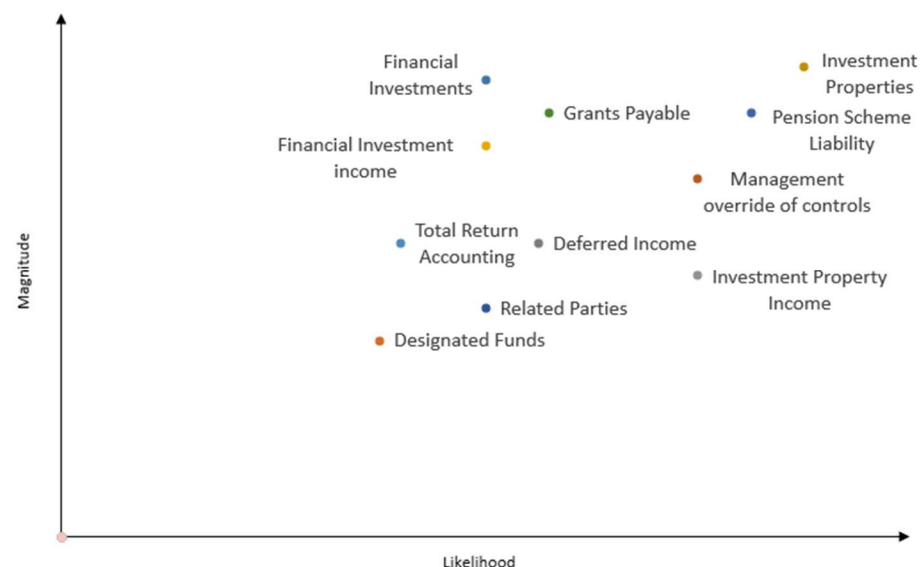 Financial
Investments
Investment
Properties
Grants Payable
Pension Scheme
Liability
Financial Investment
income
Management
override of controls
Total Return
Accounting
Deferred Income
Investment Property
Income
Related Parties
Designated Funds
Magnitude
Likelihood